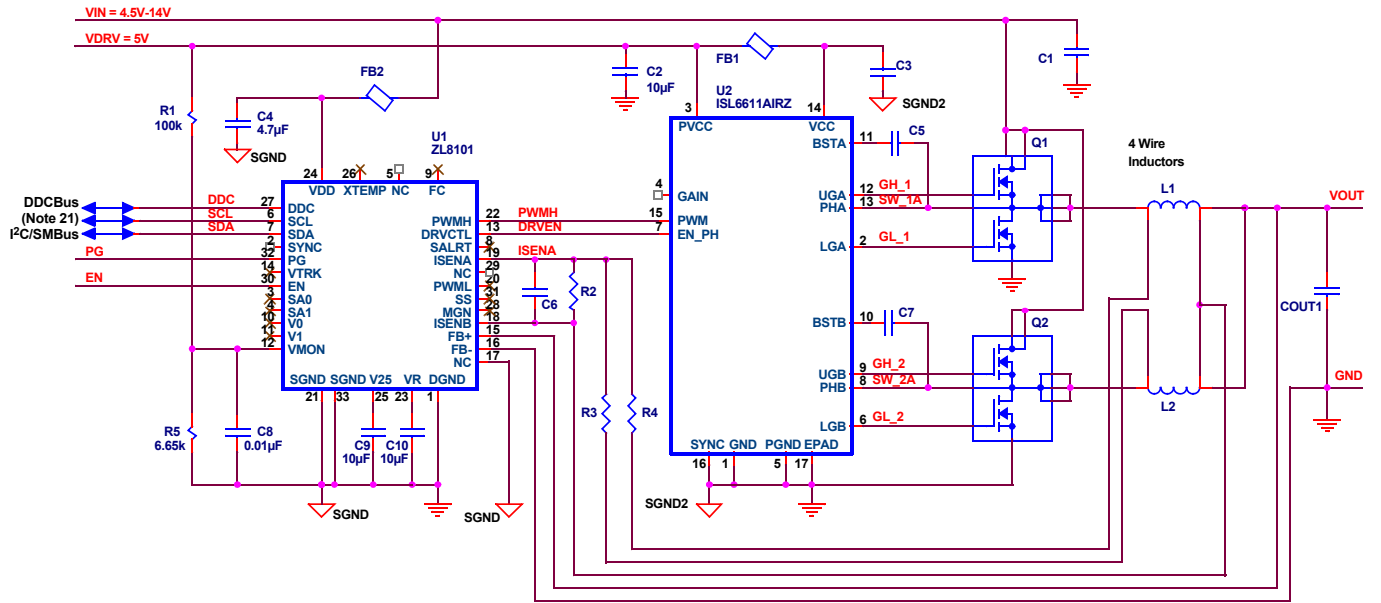 VIN = 4.5V-14V
VDRV = 5V
FB2
C2
10µF
FB1
C3
SGND2
C1
R1
100k
C4
4.7µF
SGND
U1
ZL8101
U2
ISL6611AIRZ
3
14
PVCC
VCC
11
BSTA
C5
Q1
4 Wire
Inductors
24
26
5
9
VDD
XTEMP
NC
FC
4
GAIN
DDCBus
(Note 21)
I2C/SMBus
DDC
SCL
SDA
PG
EN
27
6
7
2
32
14
30
3
4
10
11
12
DDC
SCL
SDA
SYNC
PG
VTRK
EN
SA0
SA1
V0
V1
VMON
PWMH
DRVCTL
SALRT
ISENA
NC
PWML
SS
MGN
ISENB
FB+
FB-
NC
22
13
8
19
29
20
31
28
18
15
16
17
PWMH
DRVEN
ISENA
15
7
PWM
EN_PH
UGA
PHA
12
13
GH_1
SW_1A
LGA
2
GL_1
L1
VOUT
C6
R2
BSTB
10
C7
Q2
COUT1
UGB
PHB
9
8
GH_2
SW_2A
LGB
6
GL_2
L2
GND
SGND
SGND
V25
VR
DGND
21
33
25
23
1
R3
R4
R5
6.65k
C8
0.01µF
C9
10µF
C10
10µF
SGND
SGND
SYNC
GND
PGND
EPAD
16
1
5
17
SGND2